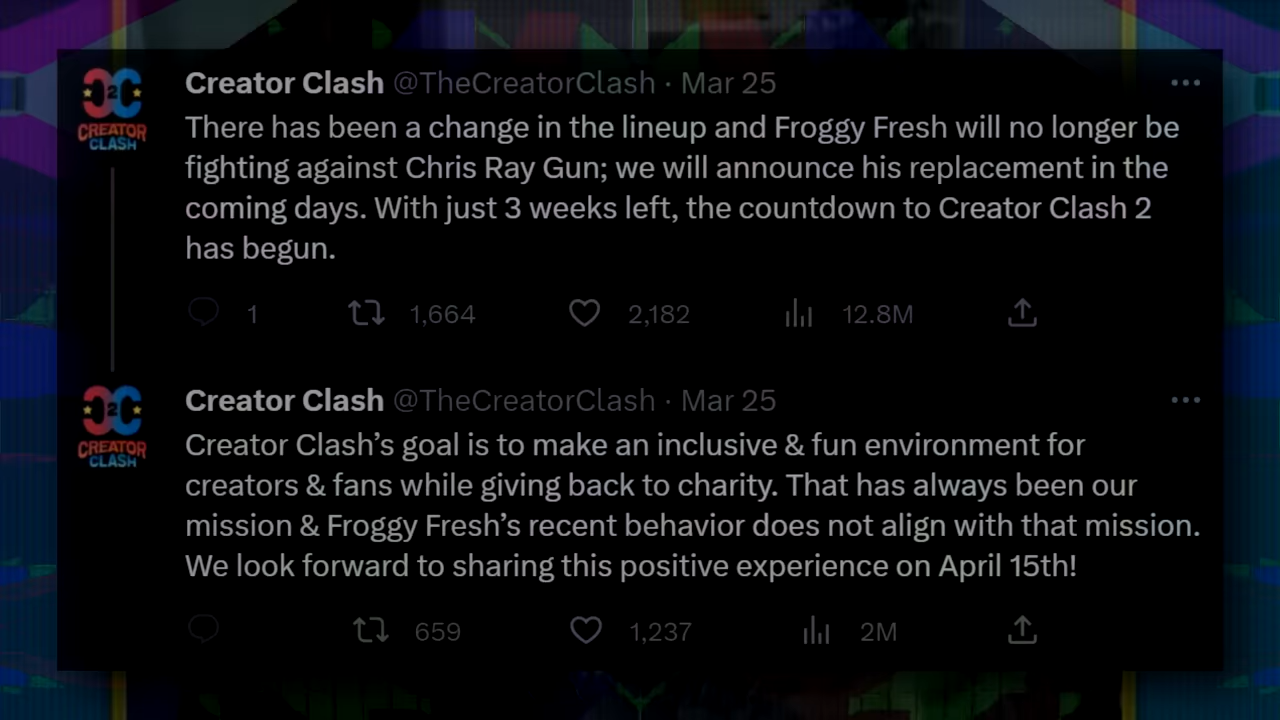 Creator Clash @TheCreatorClash · Mar 25
There has been a change in the lineup and Froggy Fresh will no longer be
fighting against Chris Ray Gun; we will announce his replacement in the
coming days. With just 3 weeks left, the countdown to Creator Clash 2
has begun.
1 1,664 2,182 12.8M
CREATOR
CLASH
Creator Clash @TheCreatorClash · Mar 25
Creator Clash’s goal is to make an inclusive & fun environment for
creators & fans while giving back to charity. That has always been our
mission & Froggy Fresh’s recent behavior does not align with that mission.
We look forward to sharing this positive experience on April 15th!
659 1,237 2M
CREATOR
CLASH